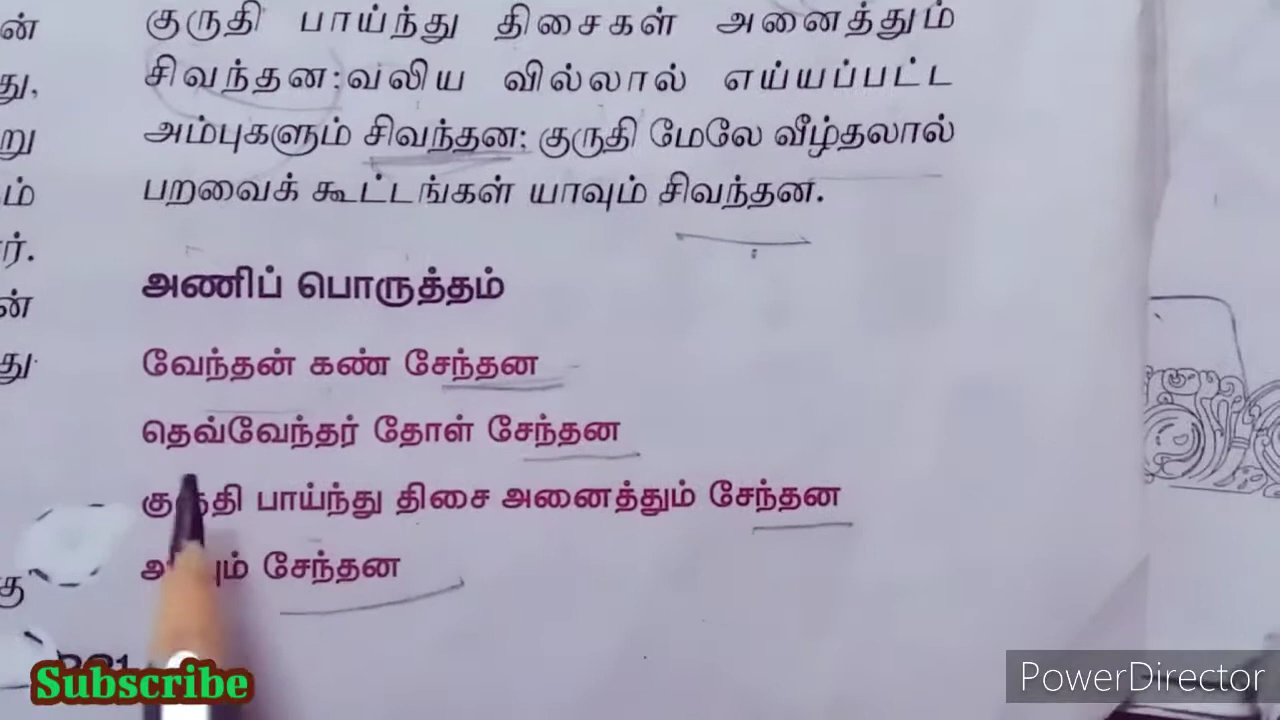 ன்
குருதி பாய்ந்து திசைகள் அனைத்தும்
து,
சிவந்தன:வலிய வில்லால் எய்யப்பட்ட
று
அம்புகளும் சிவந்தன; குருதி மேலே வீழ்தலால்
ம்
பறவைக் கூட்டங்கள் யாவும் சிவந்தன.
ர்.
அணிப் பொருத்தம்
ன்
வேந்தன் கண் சேந்தன
து
தெவ்வேந்தர் தோள் சேந்தன
குருதி பாய்ந்து திசை அனைத்தும் சேந்தன
சேந்தன
கு
Subscribe
PowerDirector